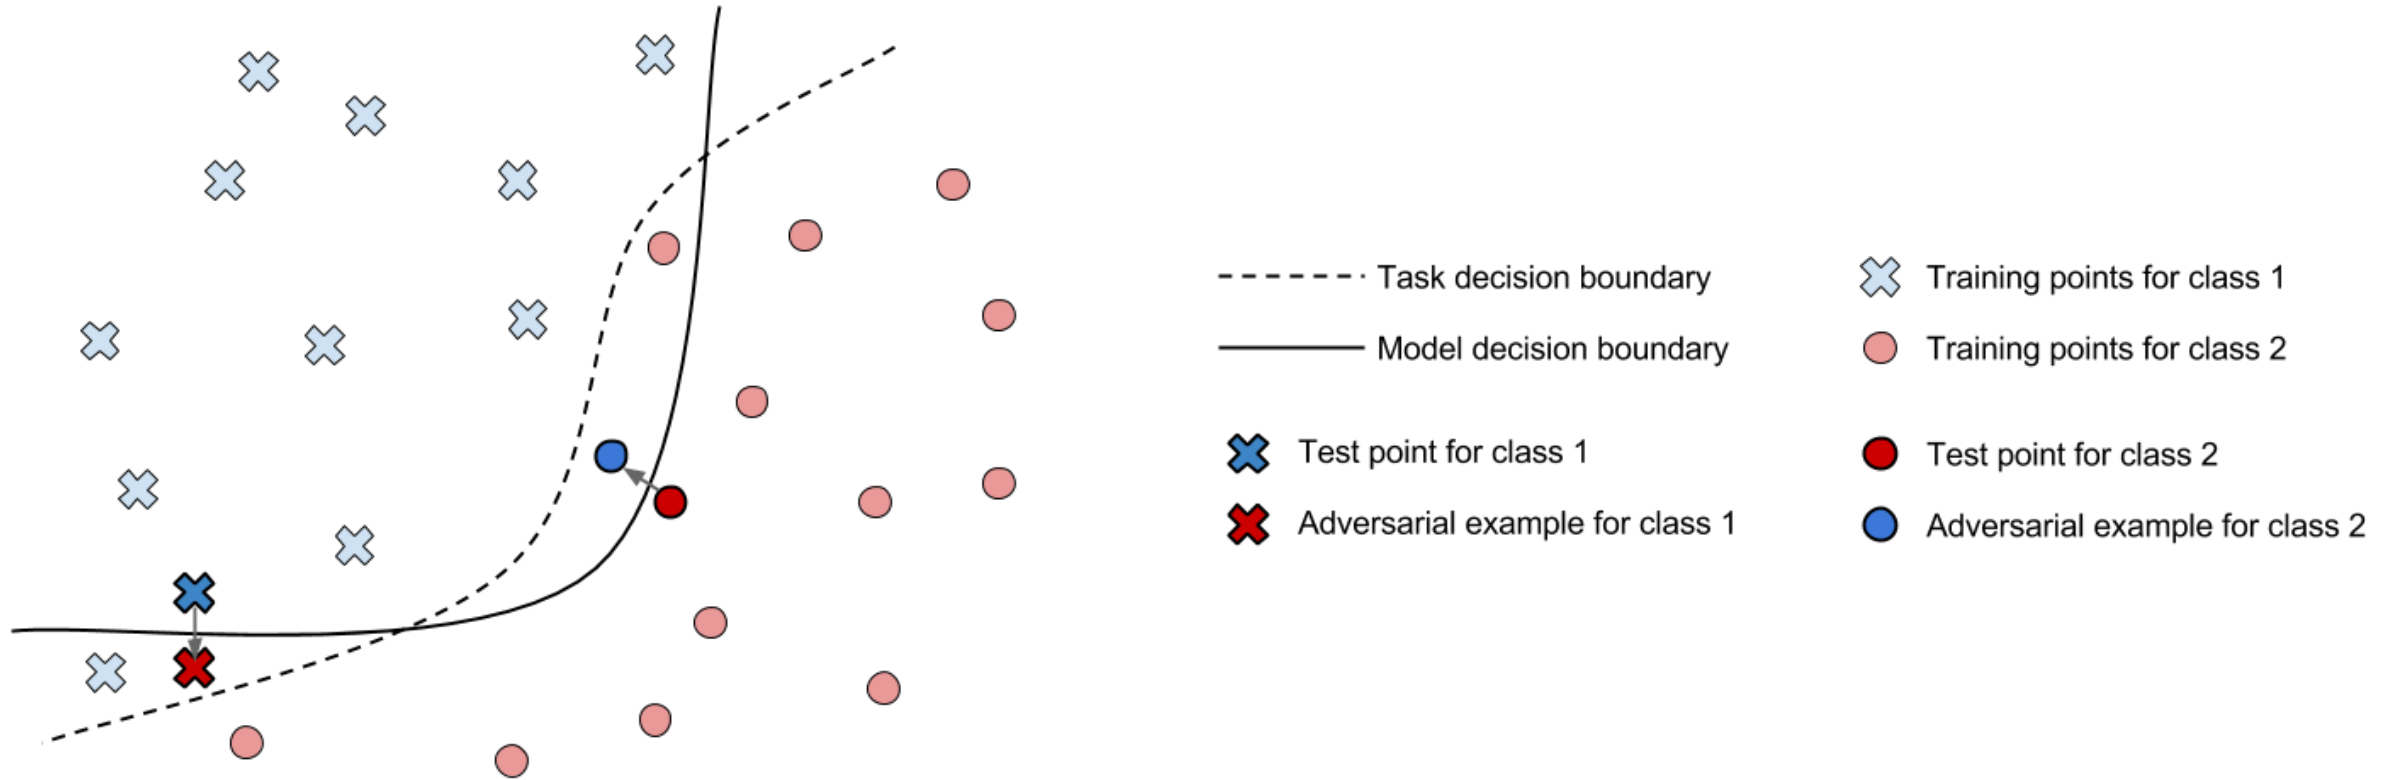 Task decision boundary
Model decision boundary
Test point for class 1
Adversarial example for class 1
Training points for class 1
Training points for class 2
Test point for class 2
Adversarial example for class 2